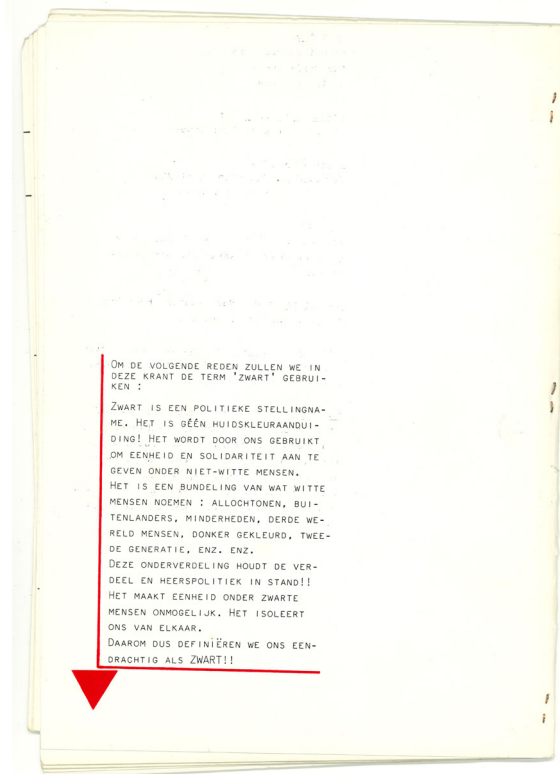 OM DE VOLGENDE REDEN ZULLEN WE IN
DEZE KRANT DE TERM 'ZWART' GEBRUI-
KEN :
ZWART IS EEN POLITIEKE STELLINGNA-
ME. HET IS GÉÉN HUIDSKLEURAANDUI-
DING! HET WORDT DOOR ONS GEBRUIKT
OM EENHEID EN SOLIDARITEIT AAN TE
GEVEN ONDER NIET-WITTE MENSEN.
HET IS EEN BUNDELING VAN WAT WITTE
MENSEN NOEMEN : ALLOCHTONEN, BUI-
TENLANDERS, MINDERHEDEN, DERDE WE-
RELD MENSEN, DONKER GEKLEURD, TWEE-
DE GENERATIE, ENZ. ENZ.
DEZE ONDERVERDELING HOUDT DE VER-
DEEL EN HEERSPOLITIEK IN STAND!!
HET MAAKT EENHEID ONDER ZWARTE
MENSEN ONMOGELIJK. HET ISOLEERT
ONS VAN ELKAAR.
DAAROM DUS DEFINIËREN WE ONS EEN-
DRACHTIG ALS ZWART!!